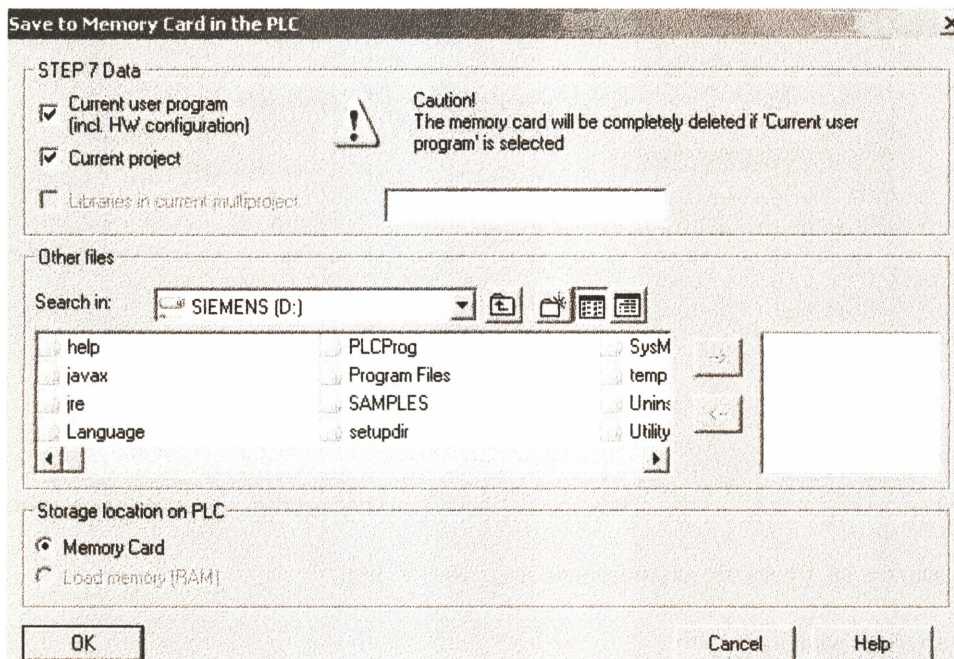 Save to Memory Card in the PLC
STEP 7 Data
Current user program
(incl. HW configuration)
Caution!
The memory card will be completely deleted if 'Current user
program' is selected
Current project
Libraries in current multiproject
Other files
Search in:
SIEMENS (D:)
help
PLCProg
SysM
javax
Program Files
temp
jre
SAMPLES
Unins
Language
setupdir
Utility
Storage location on PLC
Memory Card
Load memory [RAM]
OK
Cancel
Help